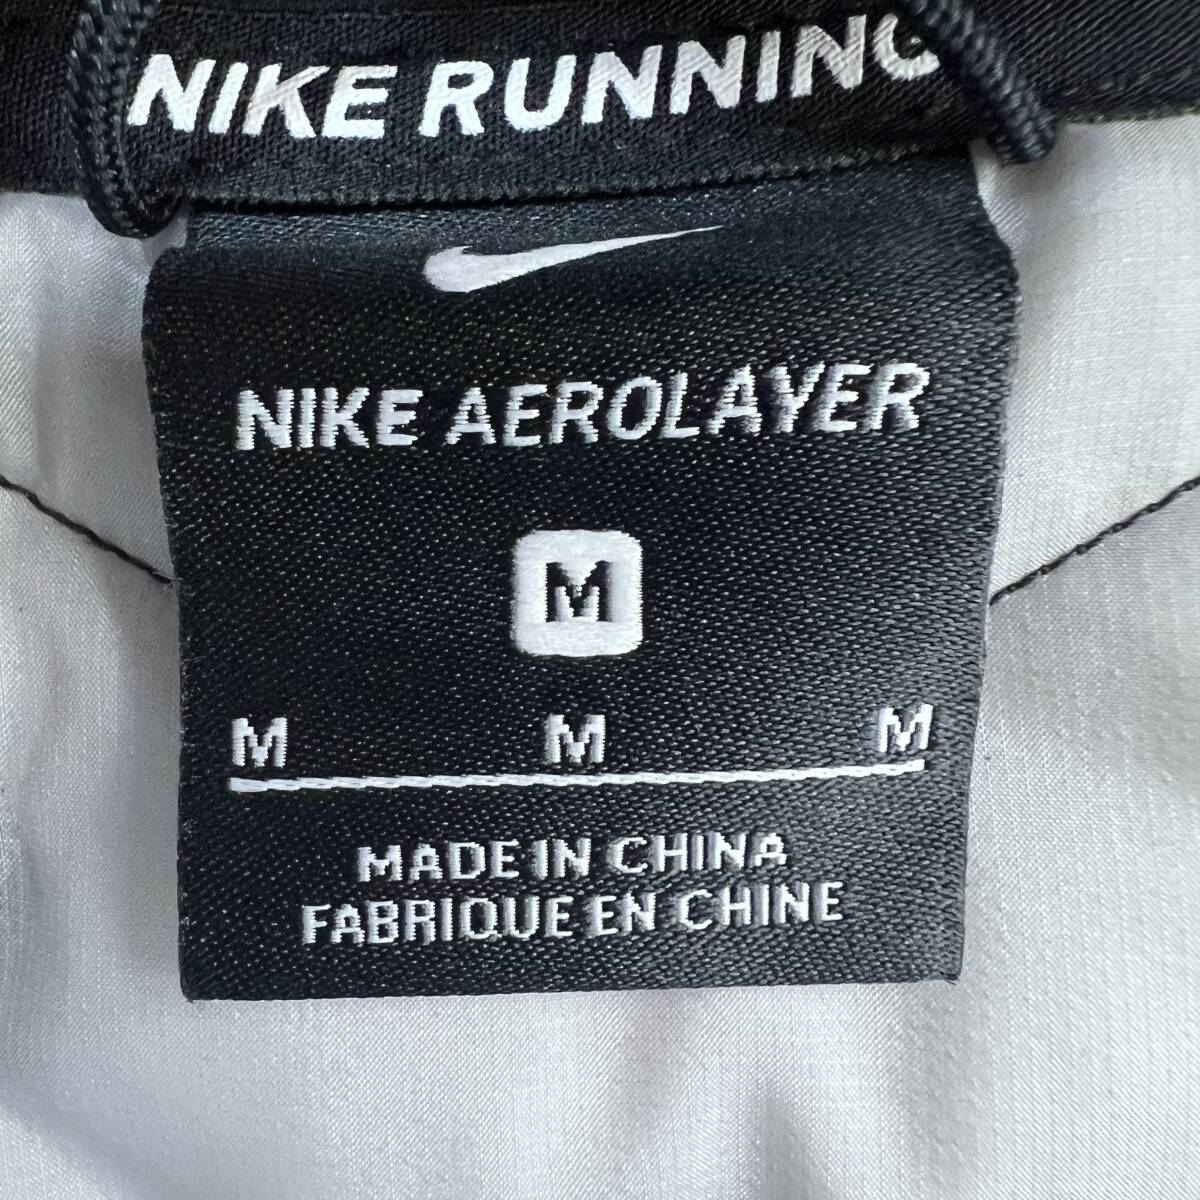 NIKE RUNNING
NIKE AEROLAYER
M
M M M
MADE IN CHINA
FABRIQUE EN CHINE